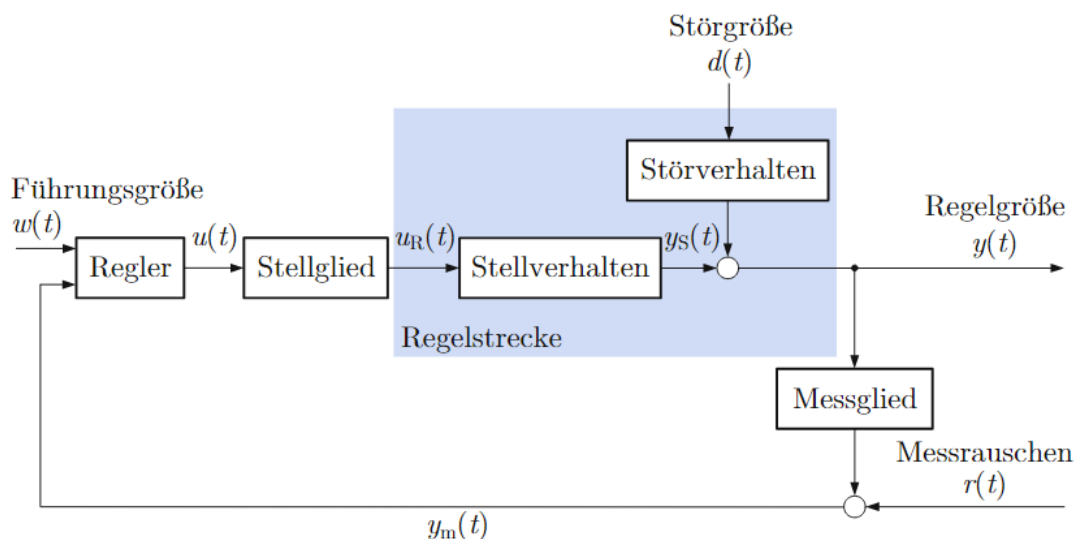 Störgröße
d(t)
Störverhalten
Führungsgröße
w(t)
Regler
u(t)
Stellglied
u_R(t)
Stellverhalten
y_S(t)
Regelgröße
y(t)
Regelstrecke
Messglied
Messrauschen
r(t)
y_m(t)